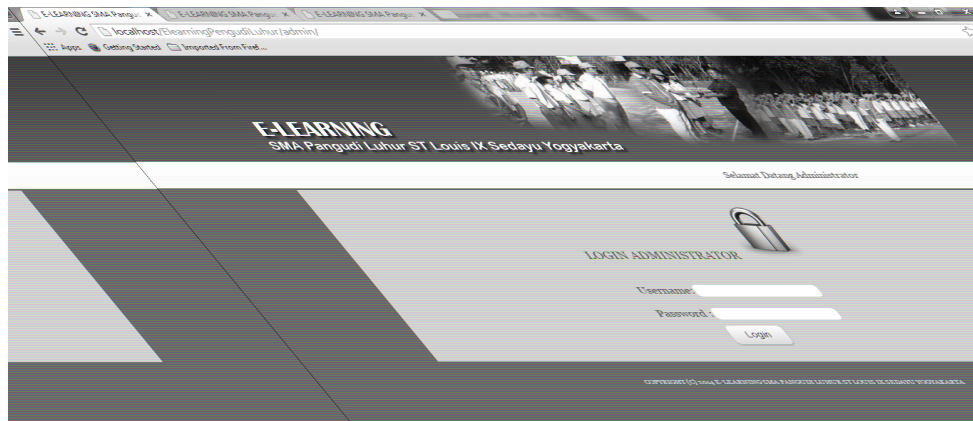 E-LEARNING SMA Pangu: × E-LEARNING SMA Pangu: × E-LEARNING SMA Pangu: ×
localhost/ElearningPengudiLuhur/admin/
Apps Getting Started Imported From Firef...
E-LEARNING
SMA Pangudi Luhur ST Louis IX Sedayu Yogyakarta
Selamat Datang Administrator
LOGIN ADMINISTRATOR
Username:
Password :
Login
COPYRIGHT (C) 2014 E-LEARNING SMA PANGUDI LUHUR ST LOUIS IX SEDAYU YOGYAKARTA